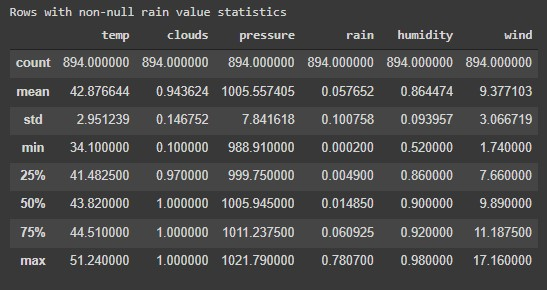 Rows with non-null rain value statistics
temp clouds pressure rain humidity wind
count 894.000000 894.000000 894.000000 894.000000 894.000000 894.000000
mean 42.876644 0.943624 1005.557405 0.057652 0.864474 9.377103
std 2.951239 0.146752 7.841618 0.100758 0.093957 3.066719
min 34.100000 0.100000 988.910000 0.000200 0.520000 1.740000
25% 41.482500 0.970000 999.750000 0.004900 0.860000 7.660000
50% 43.820000 1.000000 1005.945000 0.014850 0.900000 9.890000
75% 44.510000 1.000000 1011.237500 0.060925 0.920000 11.187500
max 51.240000 1.000000 1021.790000 0.780700 0.980000 17.160000